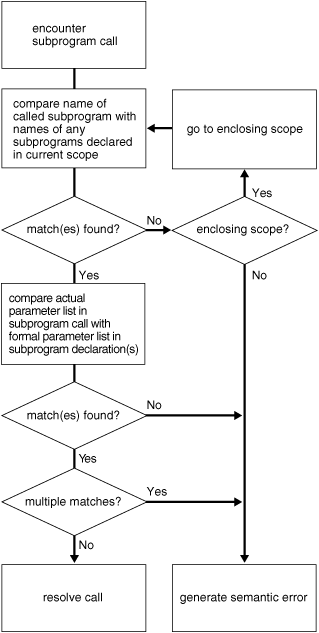 encounter
subprogram call
compare name of
called subprogram with
names of any
subprograms declared
in current scope
go to enclosing scope
Yes
match(es) found?
No
enclosing scope?
Yes
No
compare actual
parameter list in
subprogram call with
formal parameter list in
subprogram declaration(s)
match(es) found?
No
Yes
multiple matches?
Yes
No
resolve call
generate semantic error